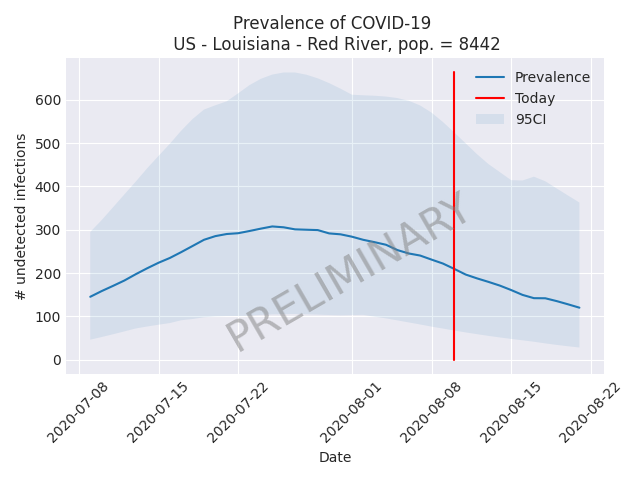 Prevalence of COVID-19
US - Louisiana - Red River, pop. = 8442
Prevalence
Today
95CI
600
500
400
300
200
100
0
# undetected infections
PRELIMINARY
2020-07-08
2020-07-15
2020-07-22
2020-08-01
2020-08-08
2020-08-15
2020-08-22
Date